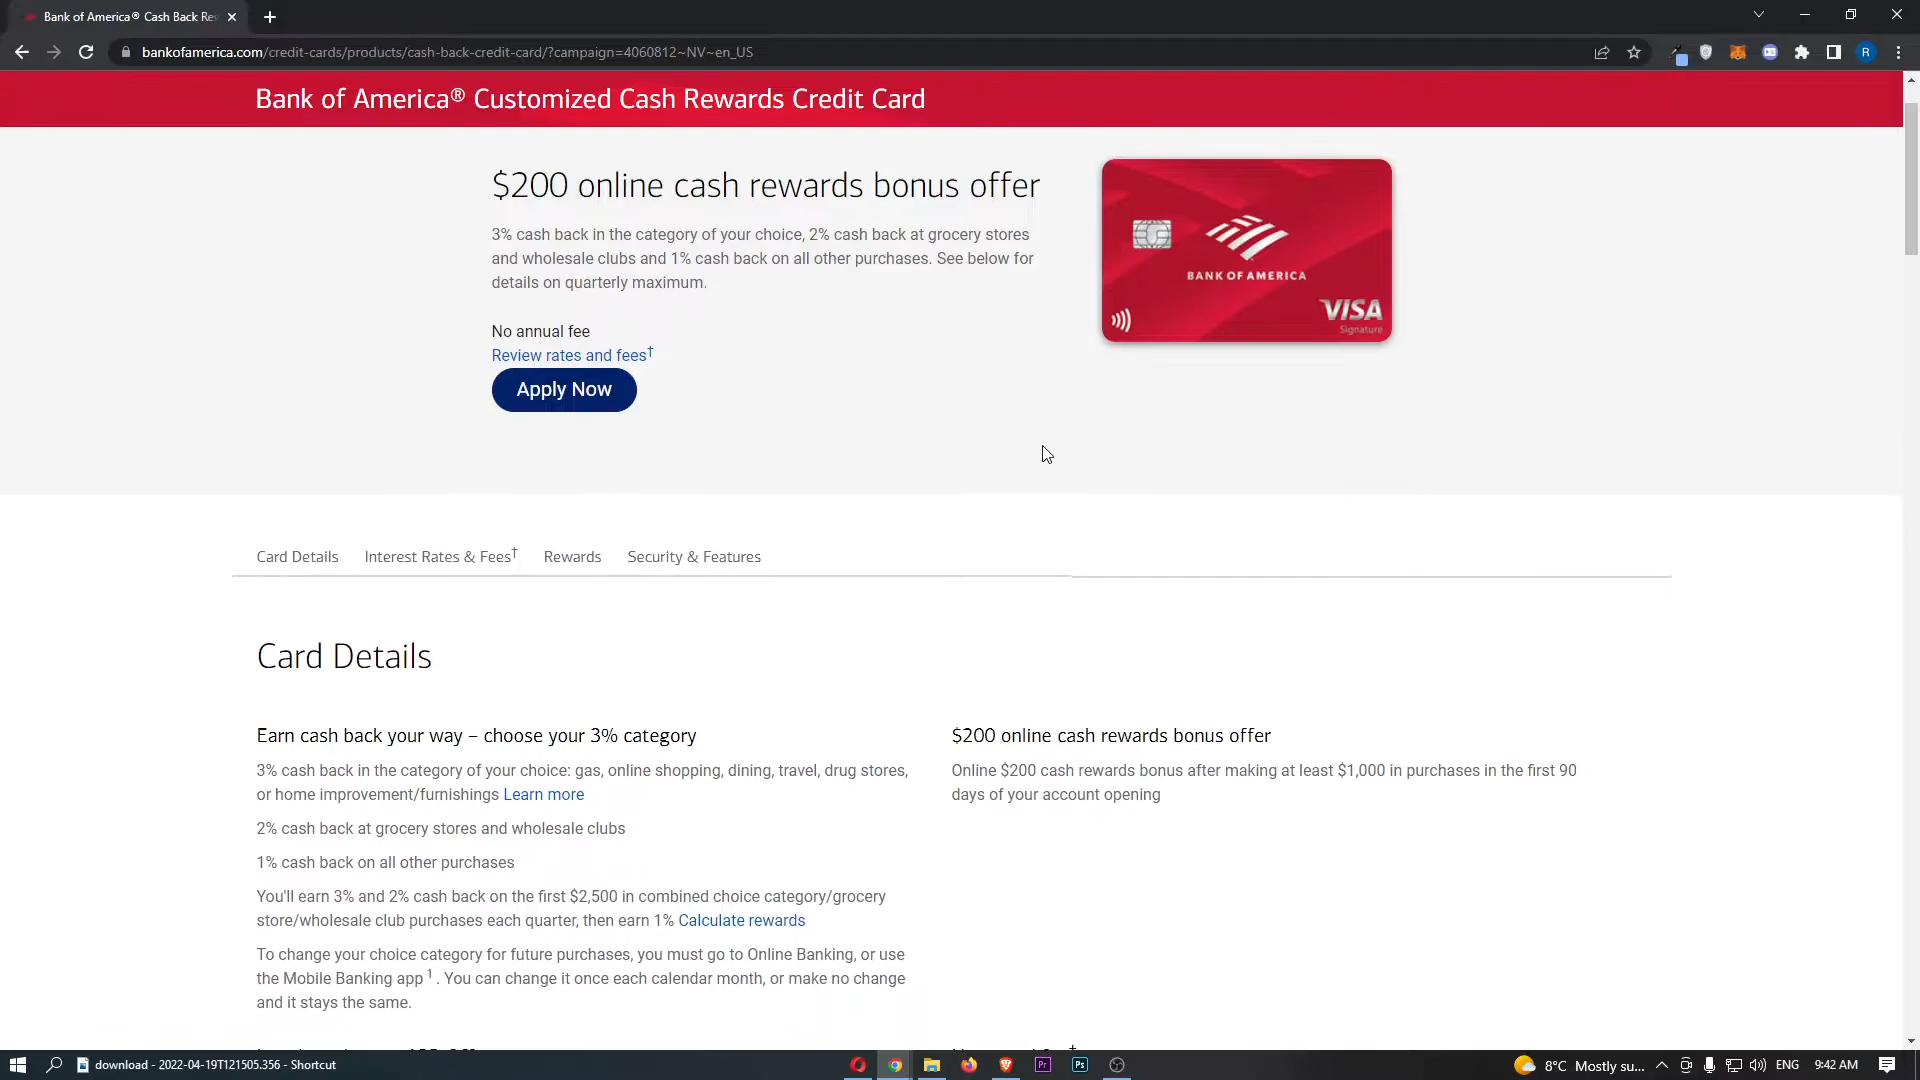 Bank of America® Cash Back Re
bankofamerica.com/credit-cards/products/cash-back-credit-card/?campaign=4060812~NV~en_US
R
Bank of America® Customized Cash Rewards Credit Card
$200 online cash rewards bonus offer
3% cash back in the category of your choice, 2% cash back at grocery stores
and wholesale clubs and 1% cash back on all other purchases. See below for
details on quarterly maximum.
No annual fee
Review rates and fees†
Apply Now
BANK OF AMERICA
VISA
Signature
Card Details Interest Rates & Fees† Rewards Security & Features
Card Details
Earn cash back your way – choose your 3% category
3% cash back in the category of your choice: gas, online shopping, dining, travel, drug stores,
or home improvement/furnishings Learn more
2% cash back at grocery stores and wholesale clubs
1% cash back on all other purchases
You'll earn 3% and 2% cash back on the first $2,500 in combined choice category/grocery
store/wholesale club purchases each quarter, then earn 1% Calculate rewards
To change your choice category for future purchases, you must go to Online Banking, or use
the Mobile Banking app 1 . You can change it once each calendar month, or make no change
and it stays the same.
$200 online cash rewards bonus offer
Online $200 cash rewards bonus after making at least $1,000 in purchases in the first 90
days of your account opening
download - 2022-04-19T121505.356 - Shortcut
Pr
Ps
8°C Mostly su...
ENG
9:42 AM